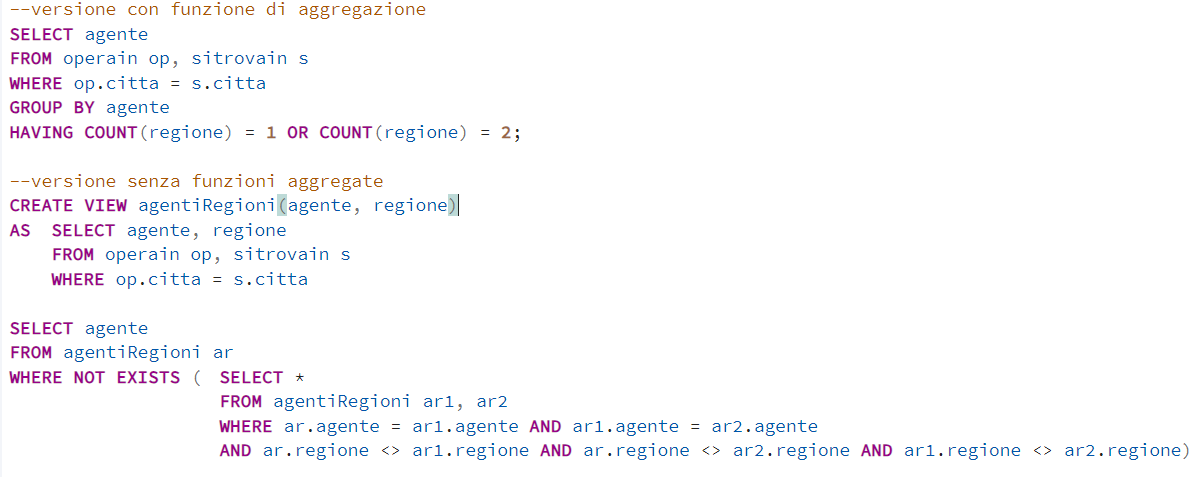 --versione con funzione di aggregazione
SELECT agente
FROM operain op, sitrovain s
WHERE op.citta = s.citta
GROUP BY agente
HAVING COUNT(regione) = 1 OR COUNT(regione) = 2;
--versione senza funzioni aggregate
CREATE VIEW agentiRegioni(agente, regione)
AS  SELECT agente, regione
    FROM operain op, sitrovain s
    WHERE op.citta = s.citta
SELECT agente
FROM agentiRegioni ar
WHERE NOT EXISTS (  SELECT *
                    FROM agentiRegioni ar1, ar2
                    WHERE ar.agente = ar1.agente AND ar1.agente = ar2.agente
                    AND ar.regione <> ar1.regione AND ar.regione <> ar2.regione AND ar1.regione <> ar2.regione)